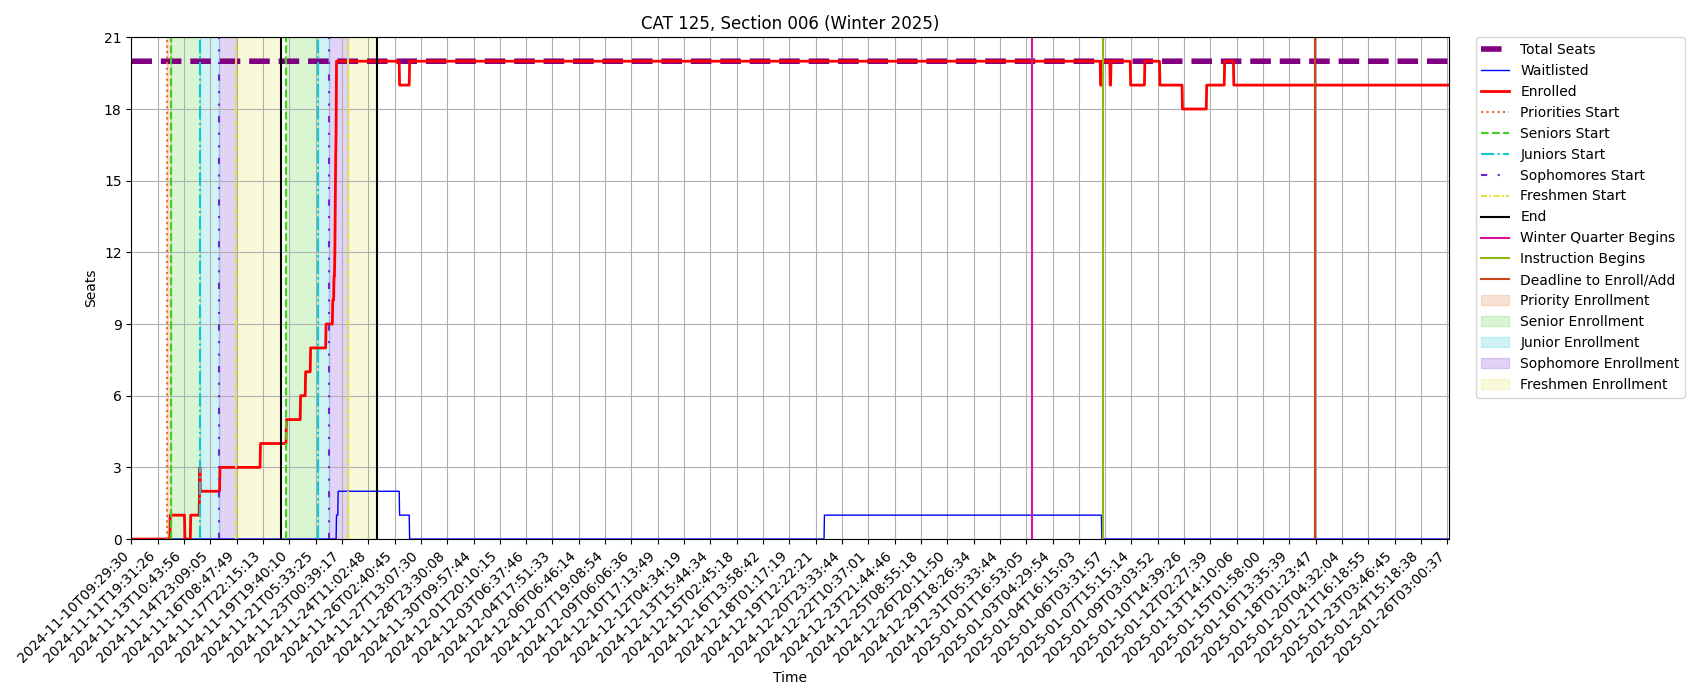 CAT 125, Section 006 (Winter 2025)
21
18
15
12
9
6
3
0
Seats
2024-11-10T09:29:30
2024-11-11T19:31:26
2024-11-13T10:43:56
2024-11-14T23:09:05
2024-11-16T08:47:49
2024-11-17T22:15:13
2024-11-19T19:40:10
2024-11-21T05:33:25
2024-11-23T00:39:17
2024-11-24T11:02:48
2024-11-26T02:40:45
2024-11-27T13:07:30
2024-11-28T23:30:08
2024-11-30T09:57:44
2024-12-01T20:10:15
2024-12-03T06:37:46
2024-12-04T17:51:33
2024-12-06T06:46:14
2024-12-07T19:08:54
2024-12-09T06:06:36
2024-12-10T17:13:49
2024-12-12T04:34:19
2024-12-13T15:44:34
2024-12-15T02:45:18
2024-12-16T13:58:42
2024-12-18T01:17:19
2024-12-19T12:22:21
2024-12-20T23:33:44
2024-12-22T10:37:01
2024-12-23T21:44:46
2024-12-25T08:55:18
2024-12-26T20:11:50
2024-12-29T18:26:34
2024-12-31T05:33:44
2025-01-01T16:53:05
2025-01-03T04:29:54
2025-01-04T16:15:03
2025-01-06T03:31:57
2025-01-07T15:15:14
2025-01-09T03:03:52
2025-01-10T14:39:26
2025-01-12T02:27:39
2025-01-13T14:10:06
2025-01-15T01:58:00
2025-01-16T13:35:39
2025-01-18T01:23:47
2025-01-20T04:32:04
2025-01-21T16:18:55
2025-01-23T03:46:45
2025-01-24T15:18:38
2025-01-26T03:00:37
Time
Total Seats
Waitlisted
Enrolled
Priorities Start
Seniors Start
Juniors Start
Sophomores Start
Freshmen Start
End
Winter Quarter Begins
Instruction Begins
Deadline to Enroll/Add
Priority Enrollment
Senior Enrollment
Junior Enrollment
Sophomore Enrollment
Freshmen Enrollment